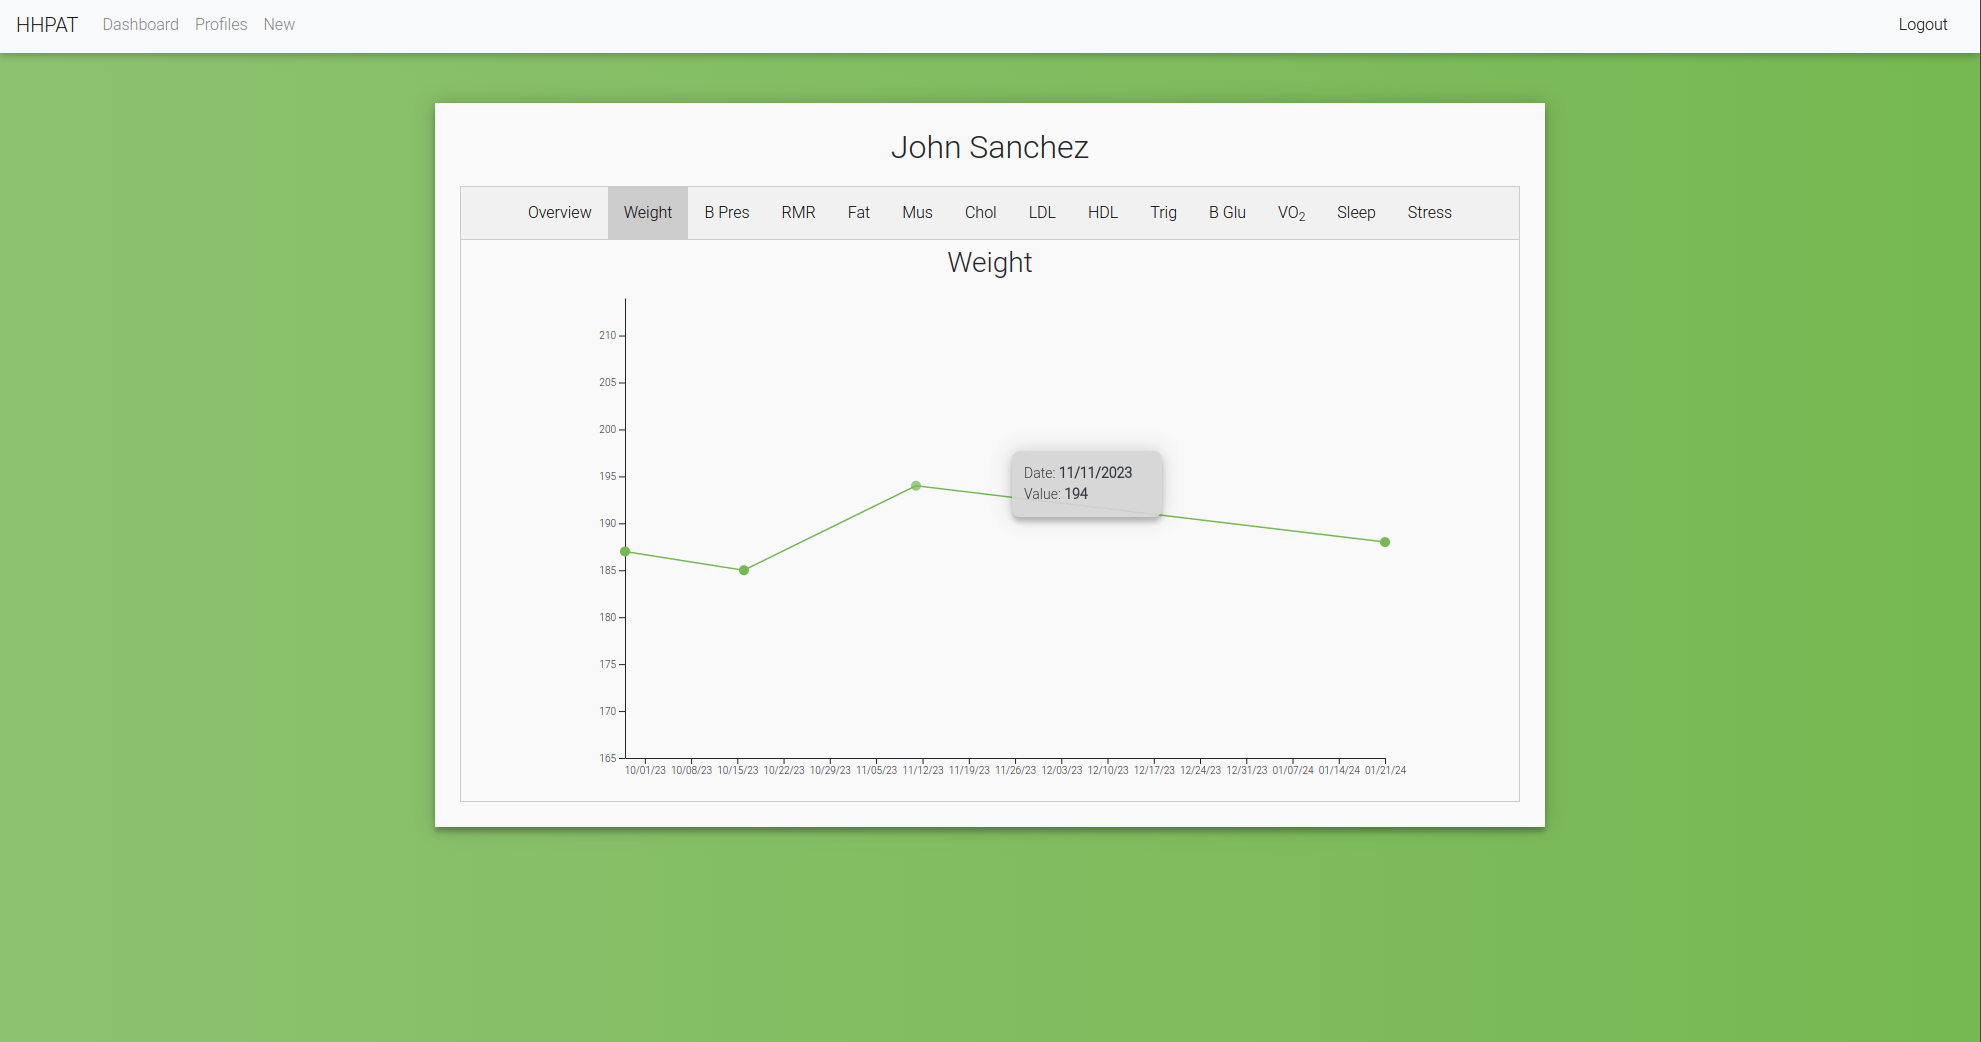 HHPAT Dashboard Profiles New Logout
John Sanchez
Overview Weight B Pres RMR Fat Mus Chol LDL HDL Trig B Glu VO2 Sleep Stress
Weight
210
205
200
195
Date: 11/11/2023
Value: 194
190
185
180
175
170
165
10/01/23 10/08/23 10/15/23 10/22/23 10/29/23 11/05/23 11/12/23 11/19/23 11/26/23 12/03/23 12/10/23 12/17/23 12/24/23 12/31/23 01/07/24 01/14/24 01/21/24